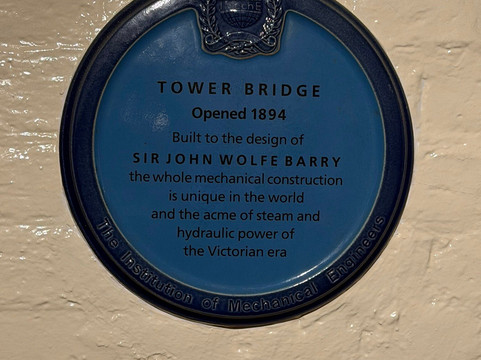 TOWER BRIDGE
Opened 1894
Built to the design of
SIR JOHN WOLFE BARRY
the whole mechanical construction
is unique in the world
and the acme of steam and
hydraulic power of
the Victorian era
The Institution of Mechanical Engineers